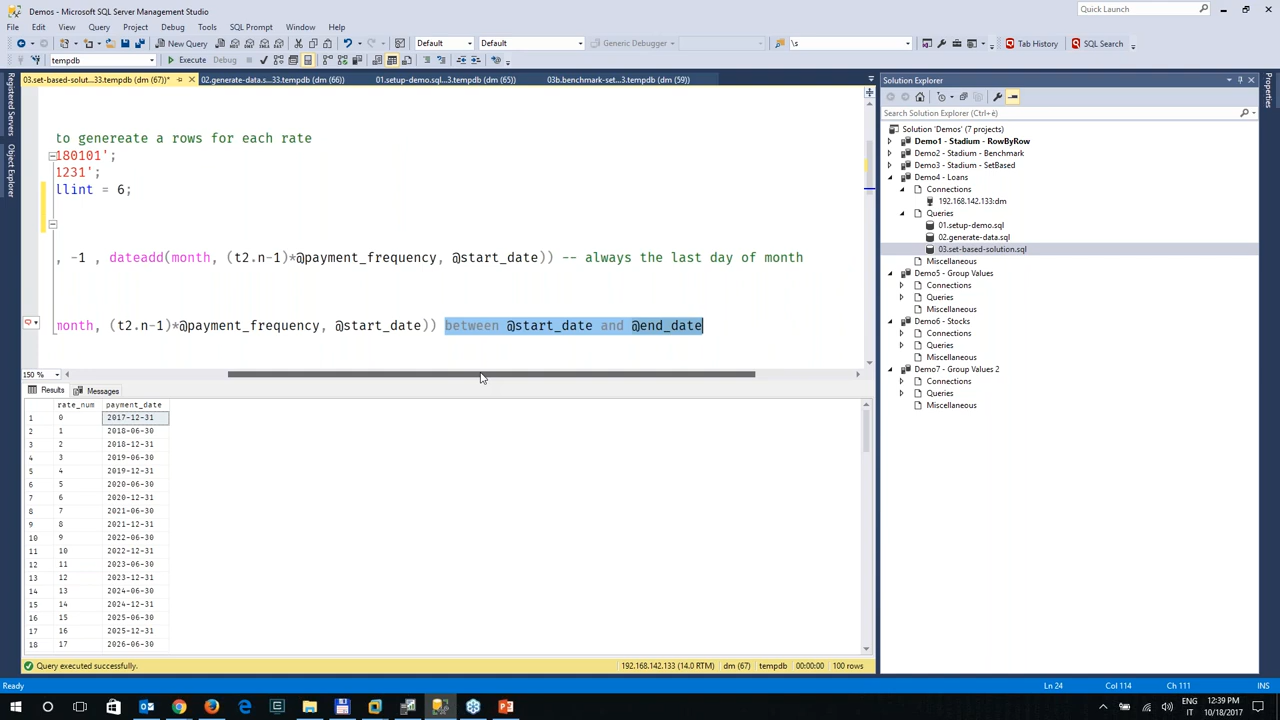 Demos - Microsoft SQL Server Management Studio
Quick Launch
File Edit View Query Project Debug Tools SQL Prompt Window Help
New Query Default Default Generic Debugger \s Tab History SQL Search
tempdb Execute Debug
03.set-based-solut...33.tempdb (dm (67))* 02.generate-data.s...33.tempdb (dm (66)) 01.setup-demo.sql...3.tempdb (dm (65)) 03b.benchmark-set...3.tempdb (dm (59))
Registered Servers
Object Explorer
to genereate a rows for each rate
180101';
1231';
llint = 6;
, -1 , dateadd(month, (t2.n-1)*@payment_frequency, @start_date)) -- always the last day of month
month, (t2.n-1)*@payment_frequency, @start_date)) between @start_date and @end_date
150 %
Results Messages
rate_num payment_date
1 0 2017-12-31
2 1 2018-06-30
3 2 2018-12-31
4 3 2019-06-30
5 4 2019-12-31
6 5 2020-06-30
7 6 2020-12-31
8 7 2021-06-30
9 8 2021-12-31
10 9 2022-06-30
11 10 2022-12-31
12 11 2023-06-30
13 12 2023-12-31
14 13 2024-06-30
15 14 2024-12-31
16 15 2025-06-30
17 16 2025-12-31
18 17 2026-06-30
Query executed successfully. 192.168.142.133 (14.0 RTM) dm (67) tempdb 00:00:00 100 rows
Solution Explorer
Search Solution Explorer (Ctrl+è)
Solution 'Demos' (7 projects)
Demo1 - Stadium - RowByRow
Demo2 - Stadium - Benchmark
Demo3 - Stadium - SetBased
Demo4 - Loans
Connections
192.168.142.133:dm
Queries
01.setup-demo.sql
02.generate-data.sql
03.set-based-solution.sql
Miscellaneous
Demo5 - Group Values
Connections
Queries
Miscellaneous
Demo6 - Stocks
Connections
Queries
Miscellaneous
Demo7 - Group Values 2
Connections
Queries
Miscellaneous
Properties
Ready Ln 24 Col 114 Ch 111 INS
IT
12:39 PM
10/18/2017